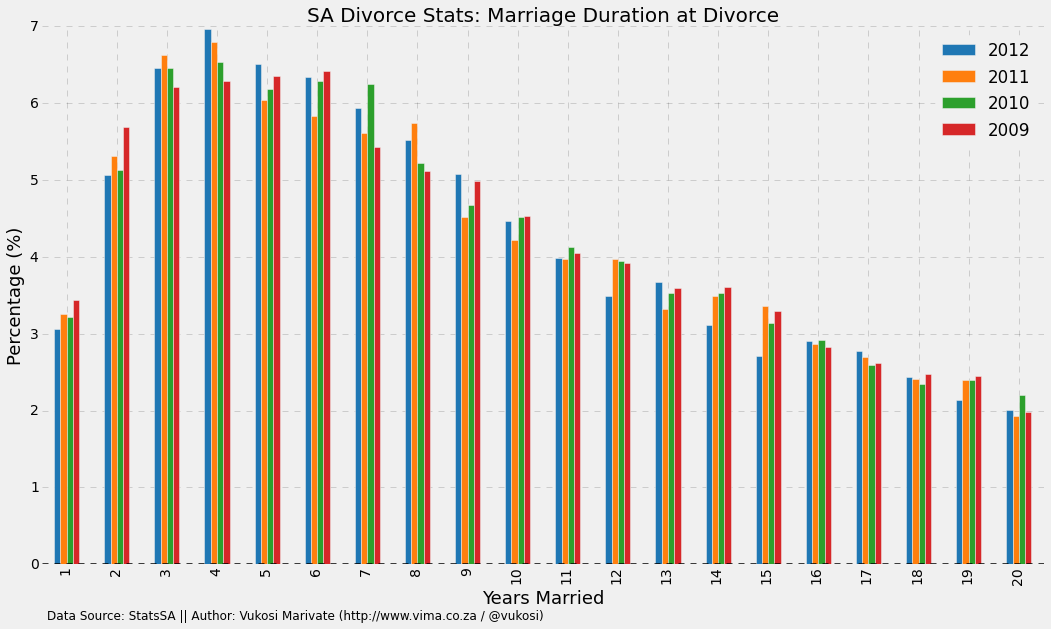 SA Divorce Stats: Marriage Duration at Divorce
7
6
5
4
3
2
1
0
Percentage (%)
2012
2011
2010
2009
1 2 3 4 5 6 7 8 9 10 11 12 13 14 15 16 17 18 19 20
Years Married
Data Source: StatsSA || Author: Vukosi Marivate (http://www.vima.co.za / @vukosi)